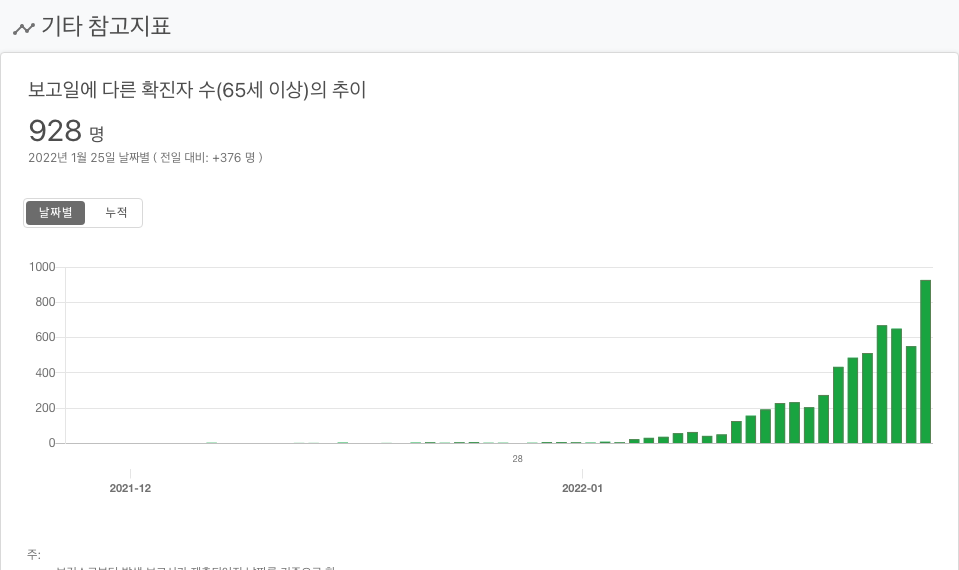 기타 참고지표
보고일에 다른 확진자 수(65세 이상)의 추이
928 명
2022년 1월 25일 날짜별 ( 전일 대비: +376 명 )
날짜별 누적
1000
800
600
400
200
0
28
2021-12 2022-01
주: